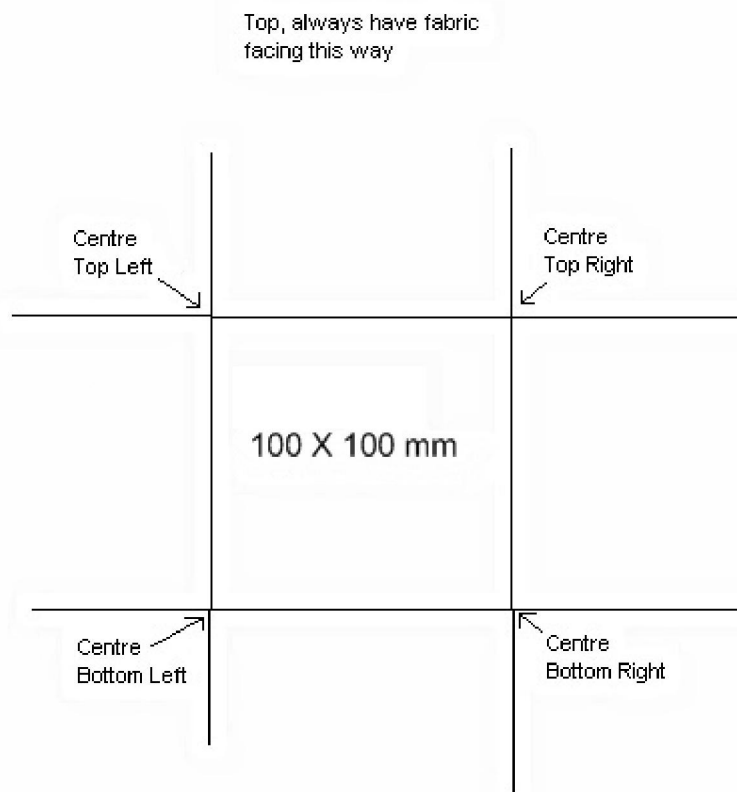 Top, always have fabric
facing this way
Centre
Top Left
Centre
Top Right
100 X 100 mm
Centre
Bottom Left
Centre
Bottom Right